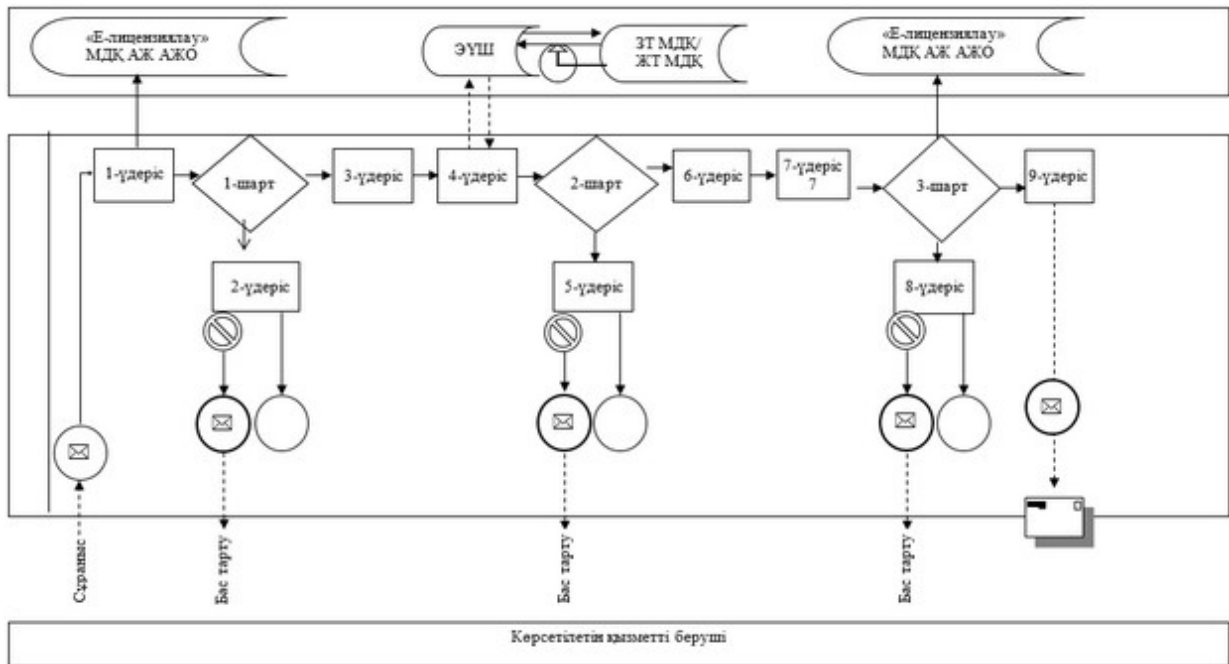 «Е-лицензиялау»
МДҚ АЖ АЖО
ЭҮШ
ЗТ МДК/
ЖТ МДҚ
«Е-лицензиялау»
МДҚ АЖ АЖО
1-үдеріс
1-шарт
3-үдеріс
4-үдеріс
2-шарт
6-үдеріс
7-үдеріс
7
3-шарт
9-үдеріс
2-үдеріс
5-үдеріс
8-үдеріс
Сұраныс
Бас тарту
Бас тарту
Бас тарту
Көрсетілетін қызметті беруші